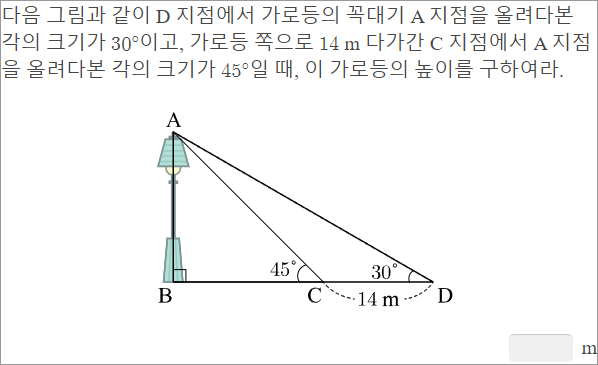 다음 그림과 같이 D 지점에서 가로등의 꼭대기 A 지점을 올려다본
각의 크기가 30°이고, 가로등 쪽으로 14 m 다가간 C 지점에서 A 지점
을 올려다본 각의 크기가 45°일 때, 이 가로등의 높이를 구하여라.
A
45° 30°
B C 14 m D
m